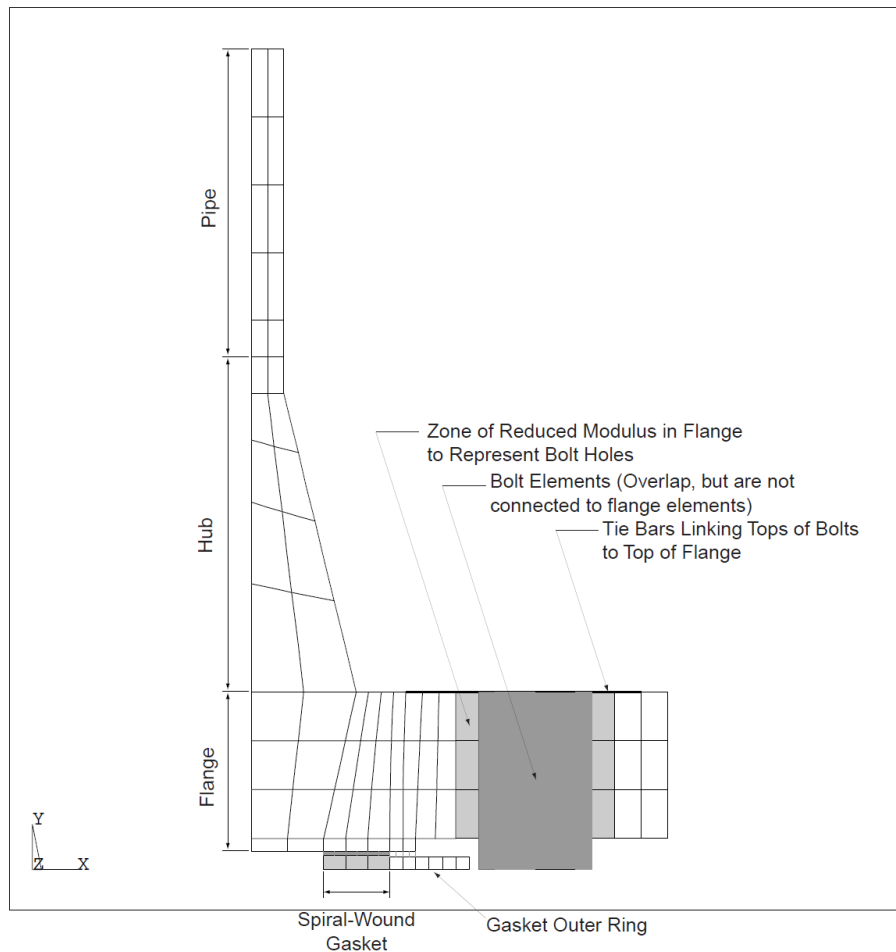 Pipe
Hub
Zone of Reduced Modulus in Flange
to Represent Bolt Holes
Bolt Elements (Overlap, but are not
connected to flange elements)
Tie Bars Linking Tops of Bolts
to Top of Flange
Flange
Y
Z
X
Spiral-Wound
Gasket
Gasket Outer Ring